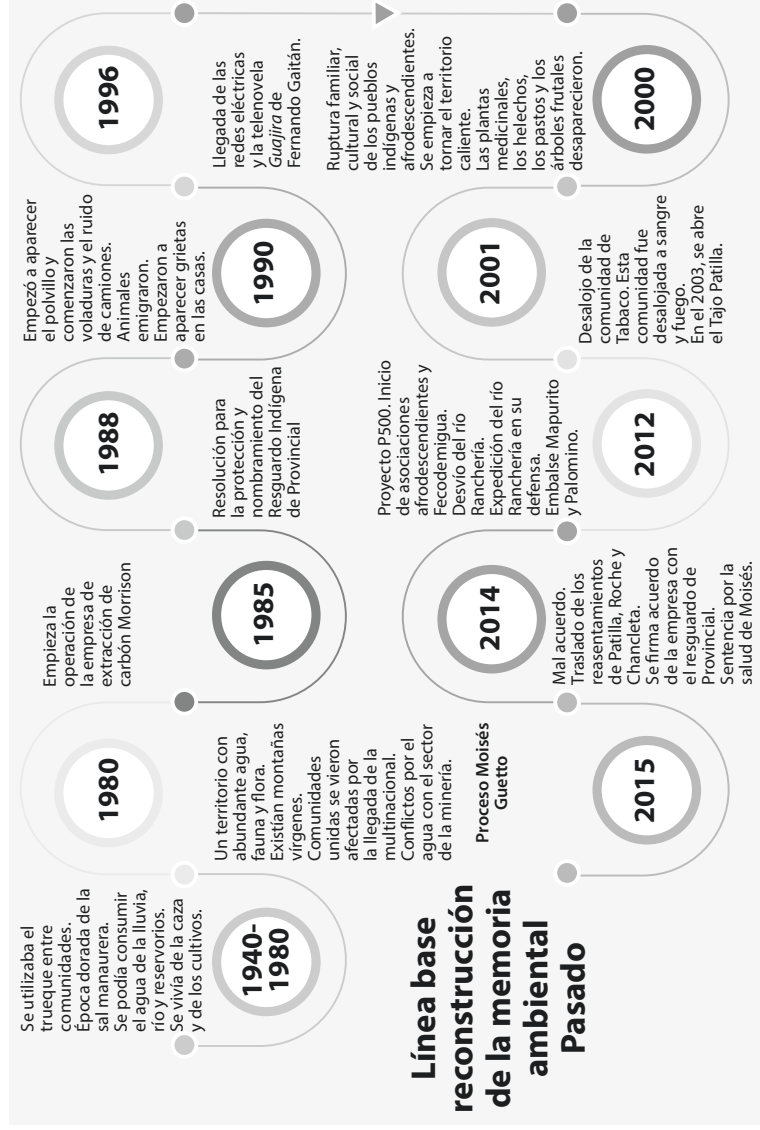 Se utilizaba el
trueque entre
comunidades.
Época dorada de la
sal manaurera.
Se podía consumir
el agua de la lluvia,
río y reservorios.
Se vivía de la caza
y de los cultivos.
1940-
1980
1980
Un territorio con
abundante agua,
fauna y flora.
Existían montañas
vírgenes.
Comunidades
unidas se vieron
afectadas por
la llegada de la
multinacional.
Conflictos por el
agua con el sector
de la minería.
Empieza la
operación de
la empresa de
extracción de
carbón Morrison
1985
1988
Resolución para
la protección y
nombramiento del
Resguardo Indígena
de Provincial
Empezó a aparecer
el polvillo y
comenzaron las
voladuras y el ruido
de camiones.
Animales
emigraron.
Empezaron a
aparecer grietas
en las casas.
1990
1996
Llegada de las
redes eléctricas
y la telenovela
Guajira de
Fernando Gaitán.
Ruptura familiar,
cultural y social
de los pueblos
indígenas y
afrodescendientes.
Se empieza a
tornar el territorio
caliente.
Las plantas
medicinales,
los helechos,
los pastos y los
árboles frutales
desaparecieron.
2000
2001
Desalojo de la
comunidad de
Tabaco. Esta
comunidad fue
desalojada a sangre
y fuego.
En el 2003, se abre
el Tajo Patilla.
Proyecto P500. Inicio
de asociaciones
afrodescendientes y
Fecodemigua.
Desvío del río
Ranchería.
Expedición del río
Ranchería en su
defensa.
Embalse Mapurito
y Palomino.
2012
2014
Mal acuerdo.
Traslado de los
reasentamientos
de Patilla, Roche y
Chancleta.
Se firma acuerdo
de la empresa con
el resguardo de
Provincial.
Sentencia por la
salud de Moisés.
Proceso Moisés
Guetto
2015
Línea base
reconstrucción
de la memoria
ambiental
Pasado